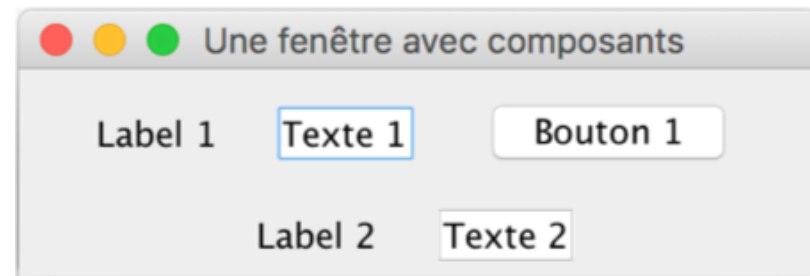 Une fenêtre avec composants
Label 1 Texte 1 Bouton 1
Label 2 Texte 2